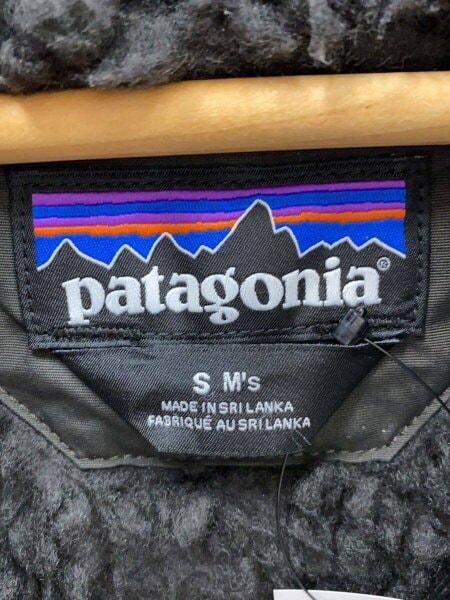 patagonia®
S M's
MADE IN SRI LANKA
FABRIQUÉ AU SRI LANKA